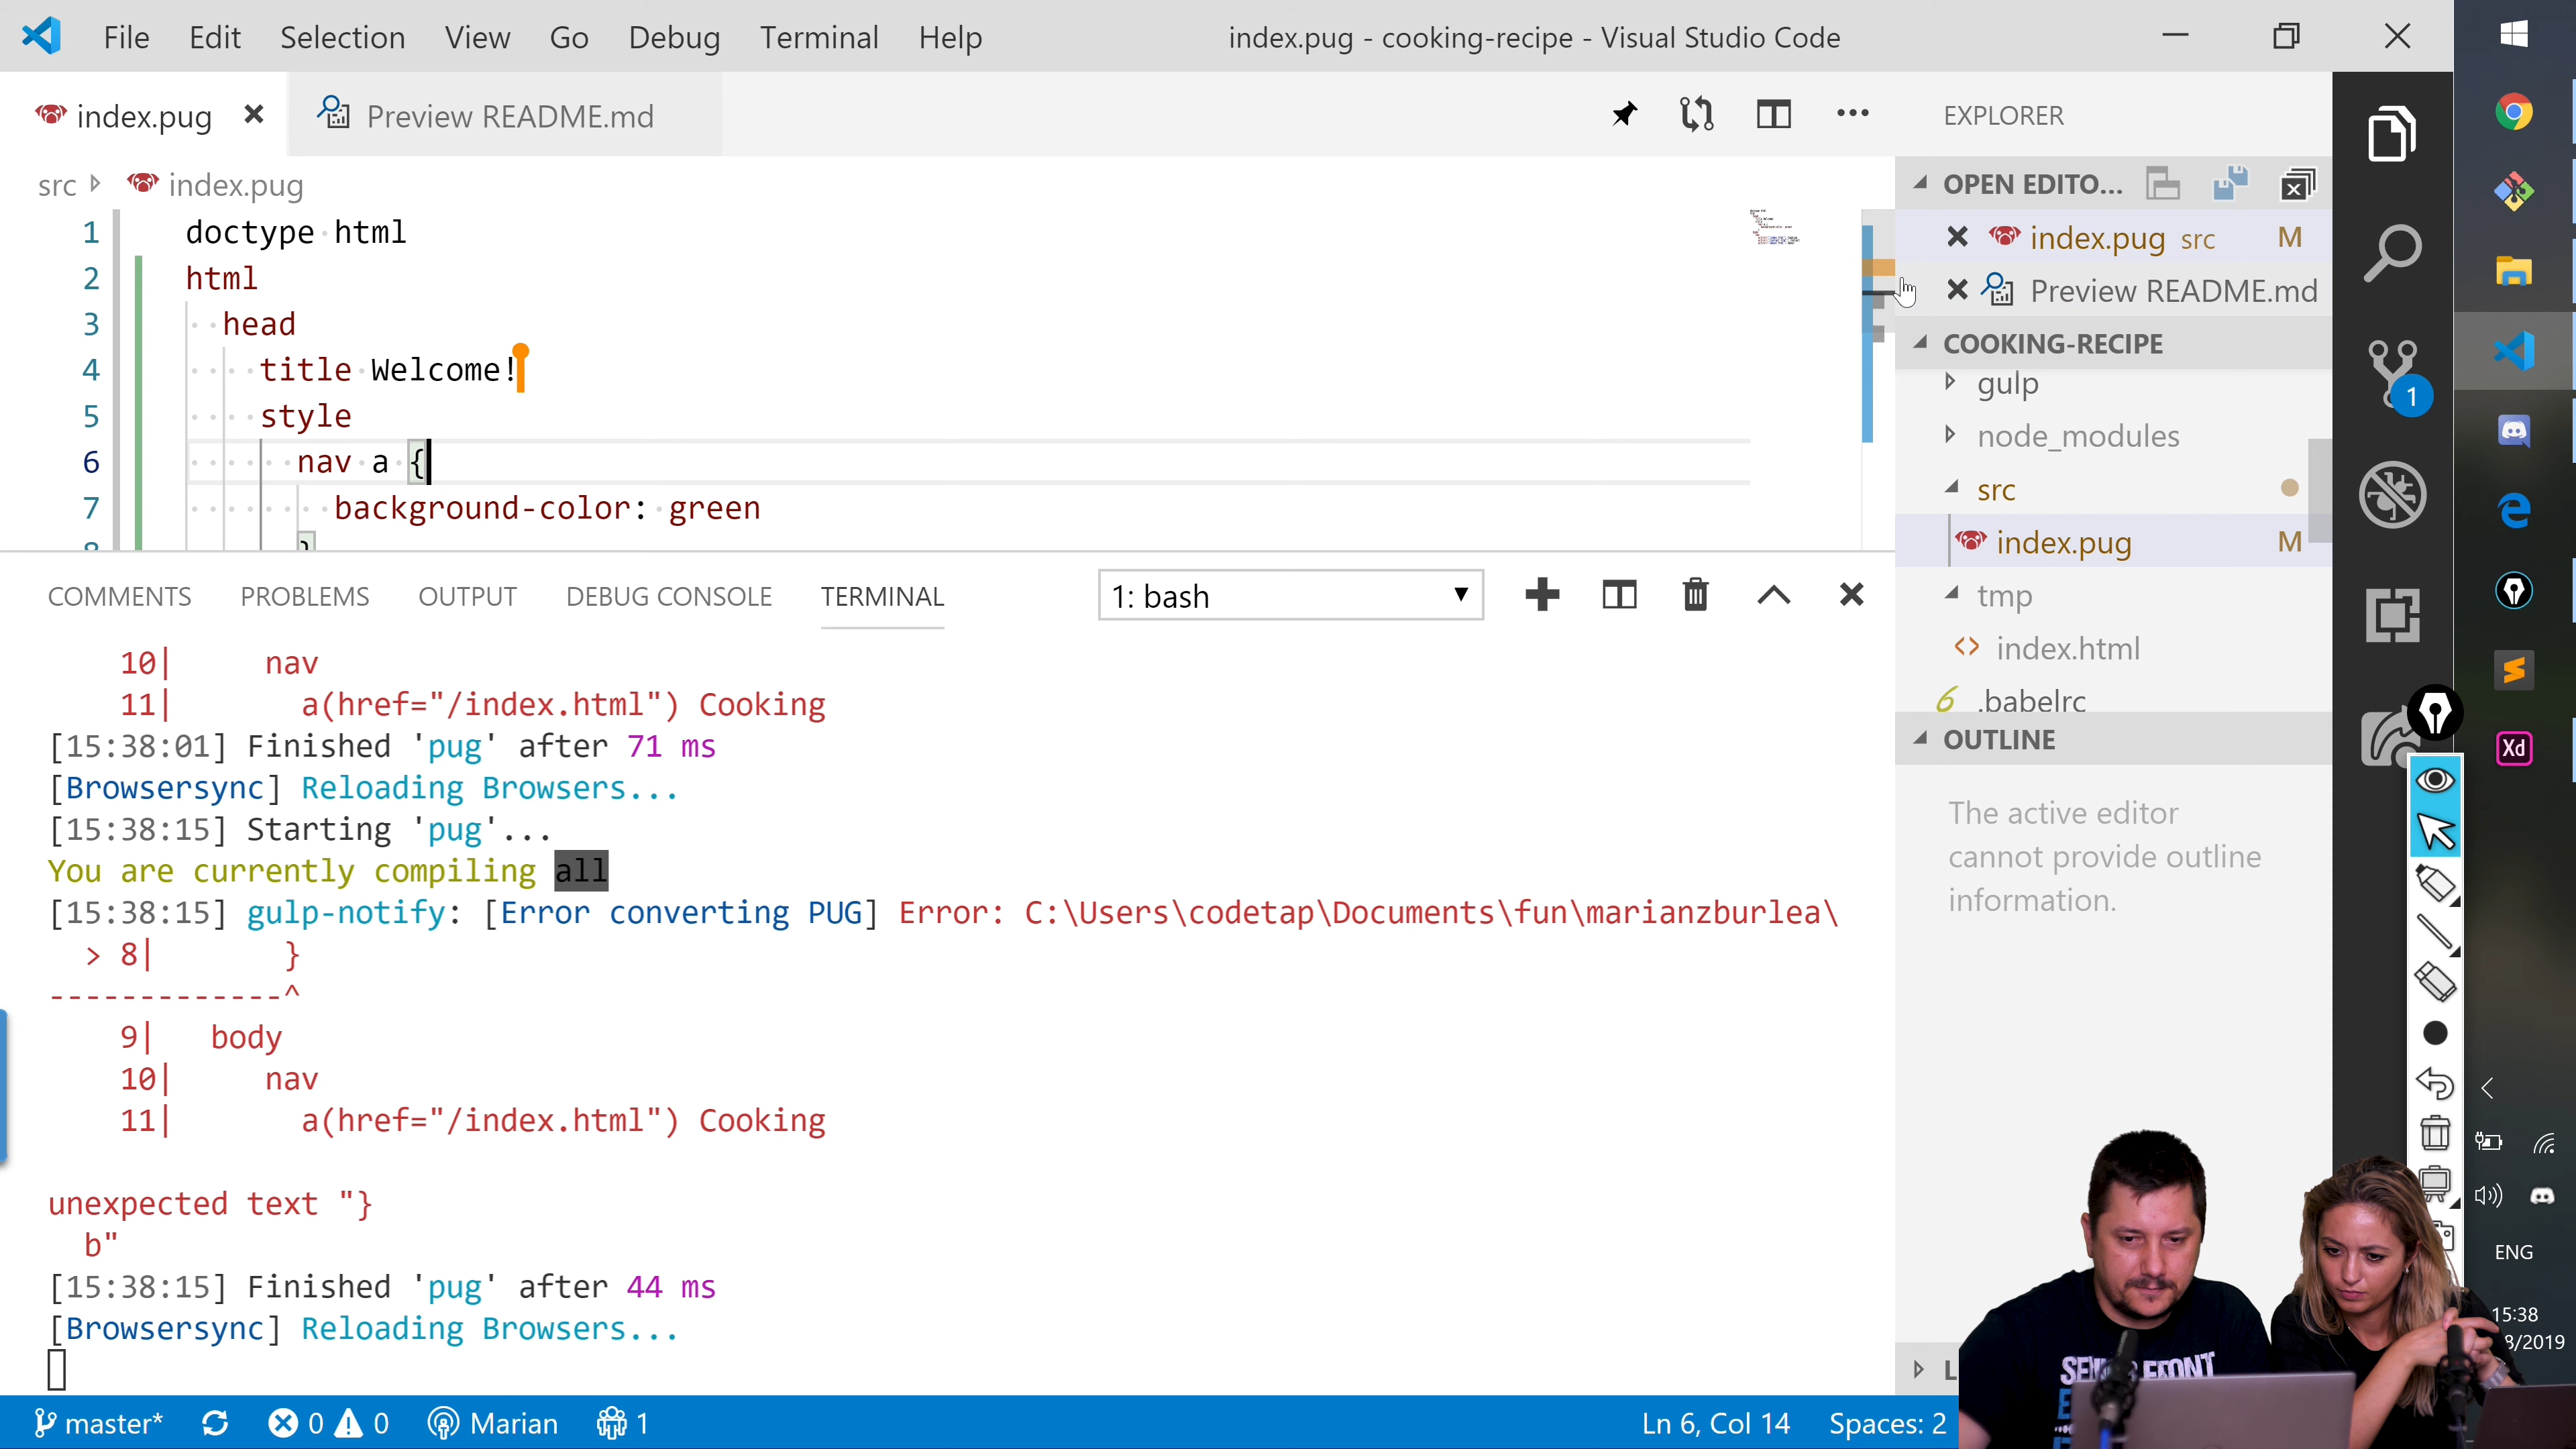 File Edit Selection View Go Debug Terminal Help
index.pug - cooking-recipe - Visual Studio Code
index.pug
Preview README.md
src
index.pug
1 doctype html
2 html
3 head
4 title Welcome!
5 style
6 nav a {
7 background-color: green
COMMENTS PROBLEMS OUTPUT DEBUG CONSOLE TERMINAL
1: bash
10| nav
11| a(href="/index.html") Cooking
[15:38:01] Finished 'pug' after 71 ms
[Browsersync] Reloading Browsers...
[15:38:15] Starting 'pug'...
You are currently compiling all
[15:38:15] gulp-notify: [Error converting PUG] Error: C:\Users\codetap\Documents\fun\marianzburlea\
> 8| }
-------------^
9| body
10| nav
11| a(href="/index.html") Cooking
unexpected text "}
b"
[15:38:15] Finished 'pug' after 44 ms
[Browsersync] Reloading Browsers...
master* 0 0 Marian 1
Ln 6, Col 14 Spaces: 2
EXPLORER
OPEN EDITO...
index.pug src M
Preview README.md
COOKING-RECIPE
gulp
node_modules
src
index.pug M
tmp
index.html
.babelrc
OUTLINE
The active editor
cannot provide outline
information.
1
Xd
ENG
15:38
8/2019